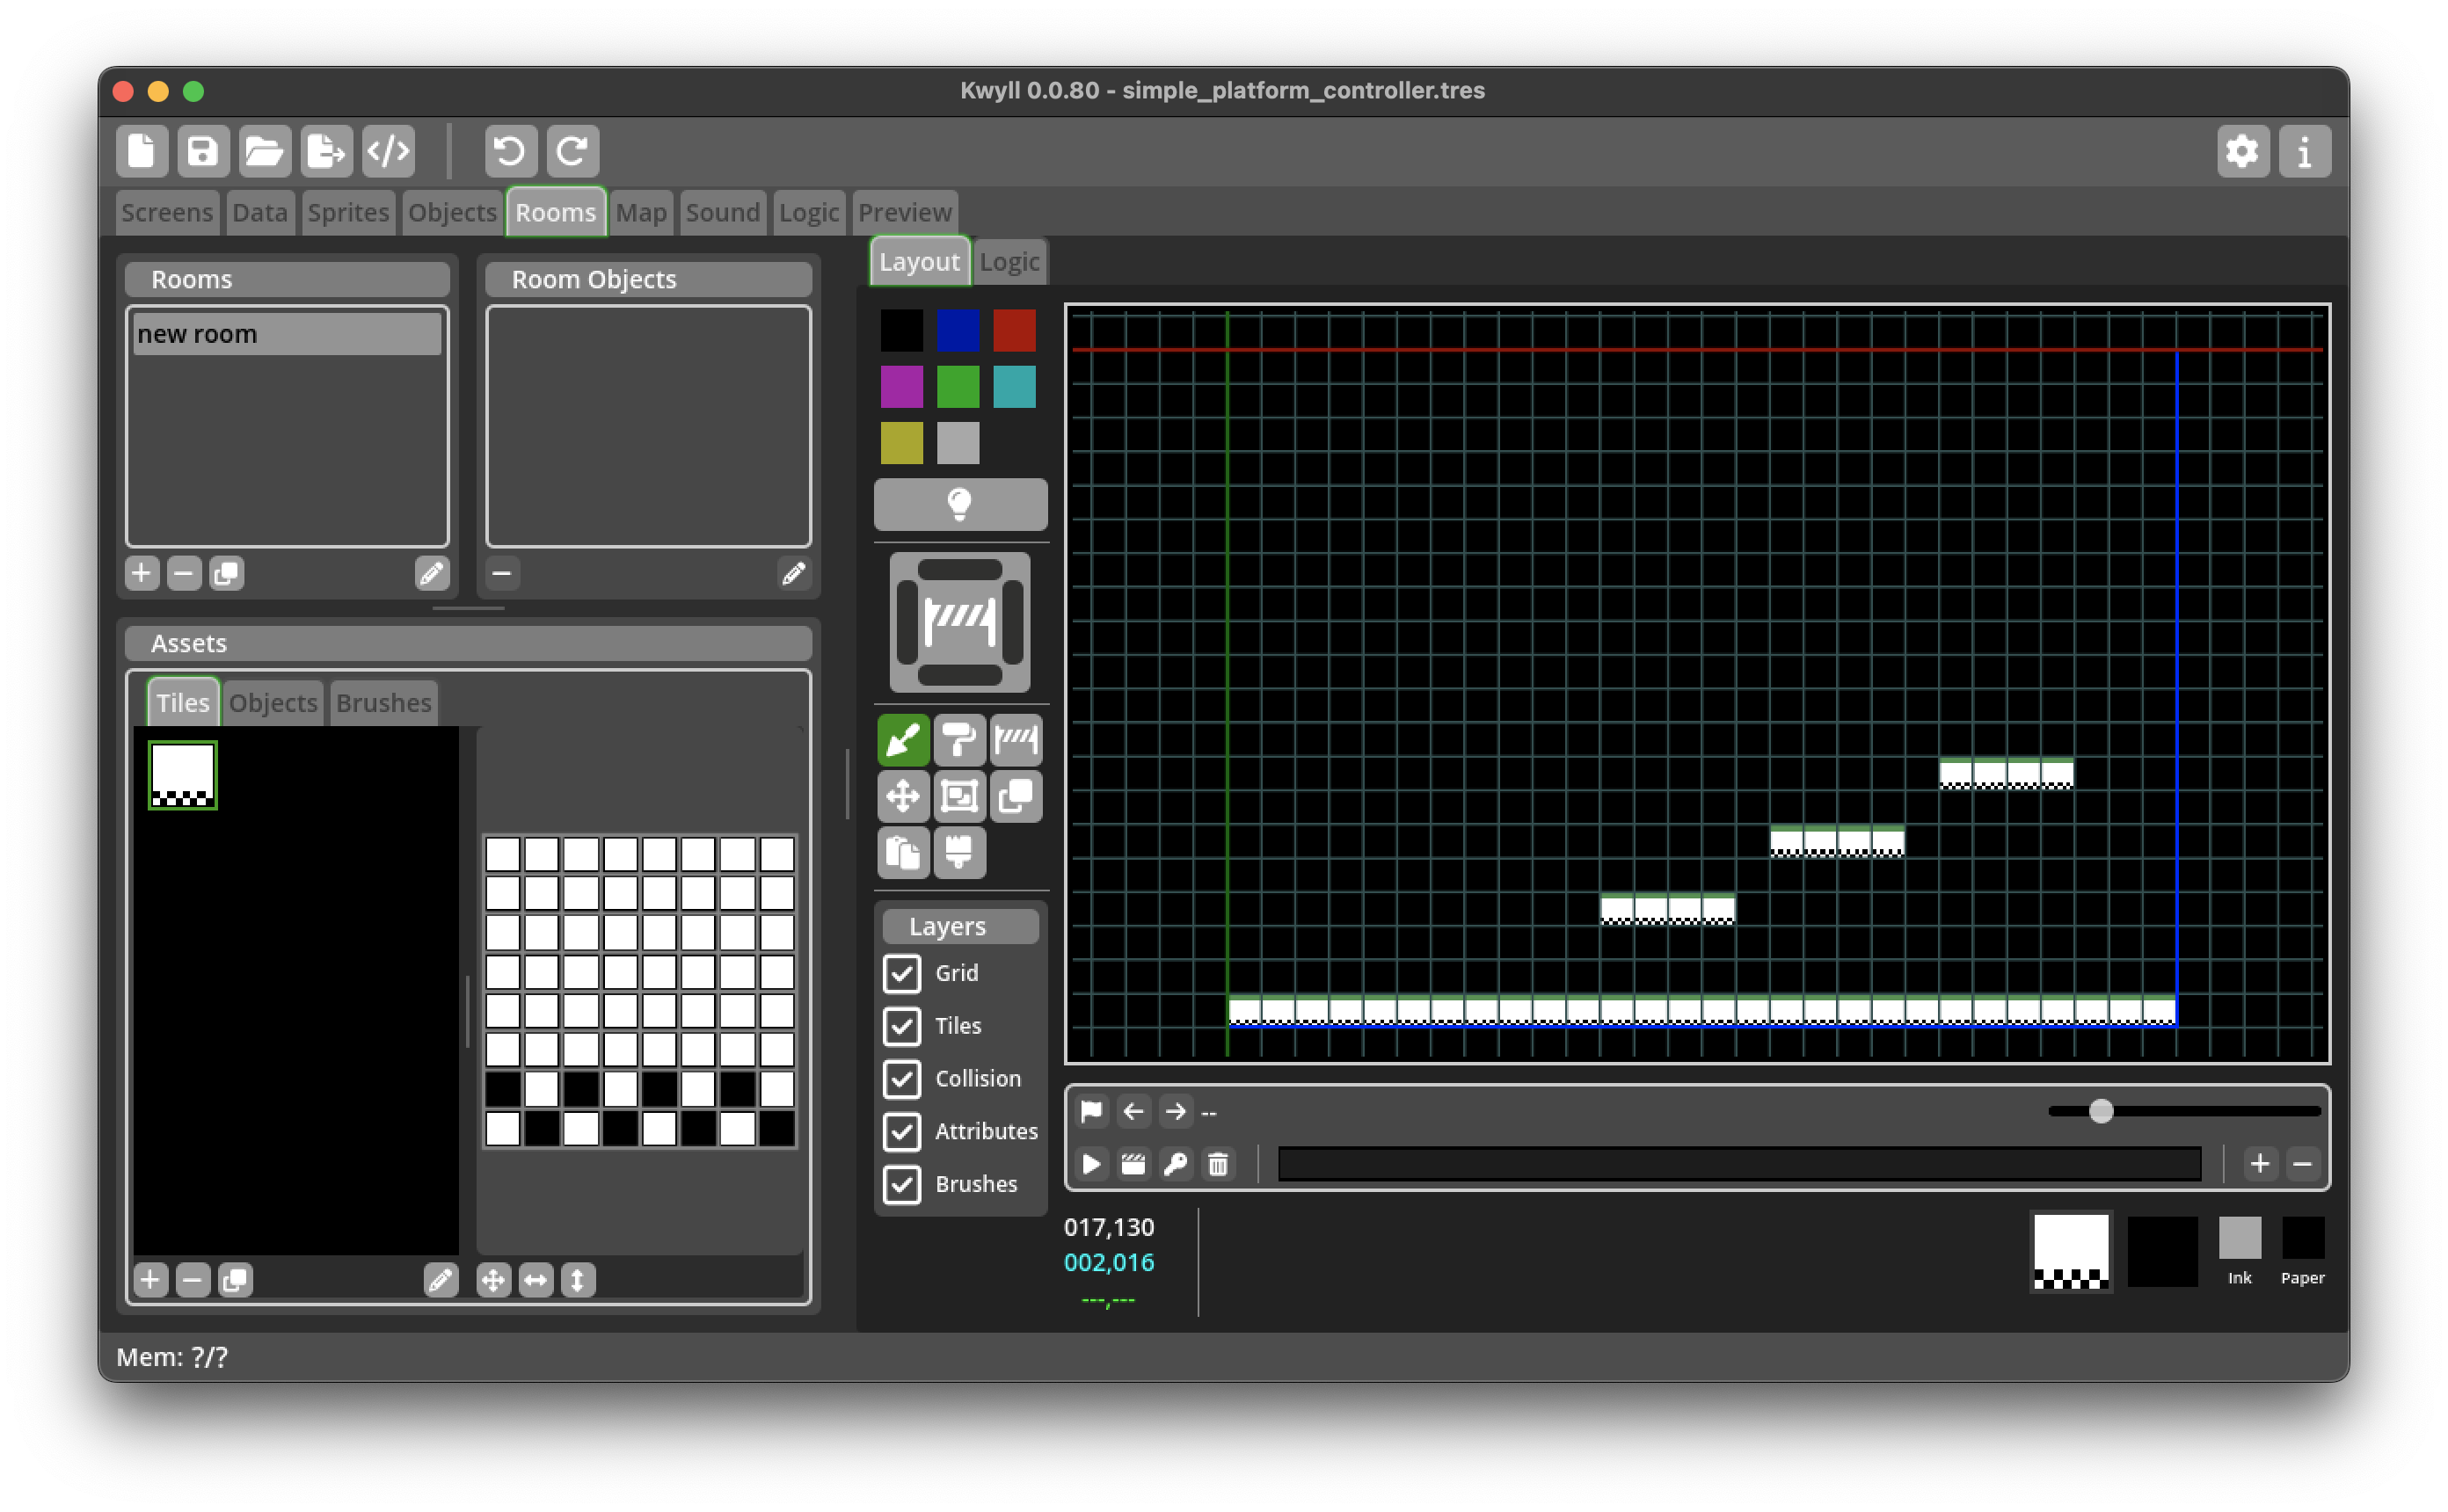 Kwyll 0.0.80 - simple_platform_controller.tres
Screens Data Sprites Objects Rooms Map Sound Logic Preview
Rooms
new room
Room Objects
Assets
Tiles Objects Brushes
Layout Logic
Layers
Grid
Tiles
Collision
Attributes
Brushes
--
017,130
002,016
---,---
Ink
Paper
Mem: ?/?